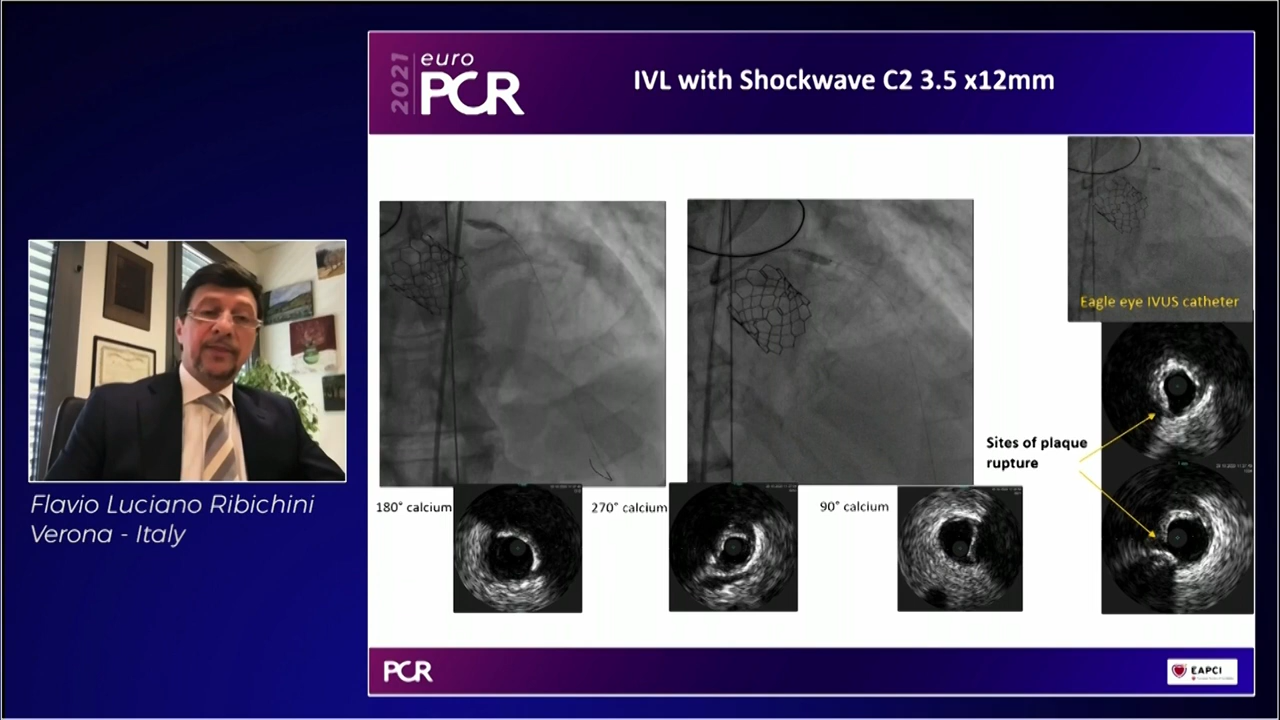 2021
euro
PCR
IVL with Shockwave C2 3.5 x12mm
Eagle eye IVUS catheter
Sites of plaque
rupture
180° calcium
270° calcium
90° calcium
Flavio Luciano Ribichini
Verona - Italy
PCR
EAPCI